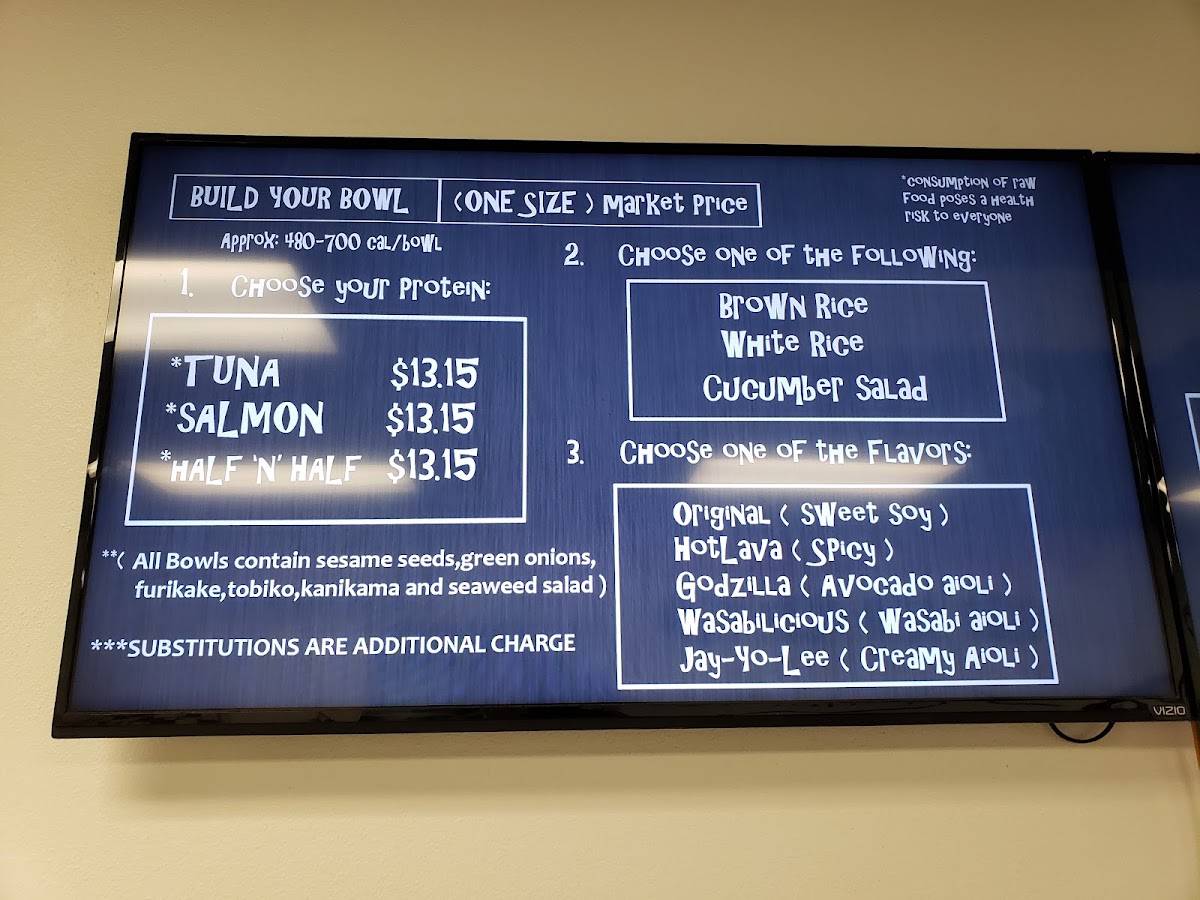 BUILD YOUR BOWL
(ONE SIZE) Market Price
*CONSUMPTION OF RAW
FOOD POSES A HEALTH
RISK TO EVERYONE
Approx: 480-700 cal/bowl
1. Choose your Protein:
*TUNA $13.15
*SALMON $13.15
*HALF 'N' HALF $13.15
**( All Bowls contain sesame seeds,green onions,
furikake,tobiko,kanikama and seaweed salad )
***SUBSTITUTIONS ARE ADDITIONAL CHARGE
2. Choose one of the Following:
Brown Rice
White Rice
Cucumber Salad
3. Choose one of the Flavors:
Original ( Sweet Soy )
HotLava ( Spicy )
Godzilla ( Avocado aioli )
Wasabilicious ( Wasabi aioli )
Jay-Yo-Lee ( Creamy Aioli )
VIZIO